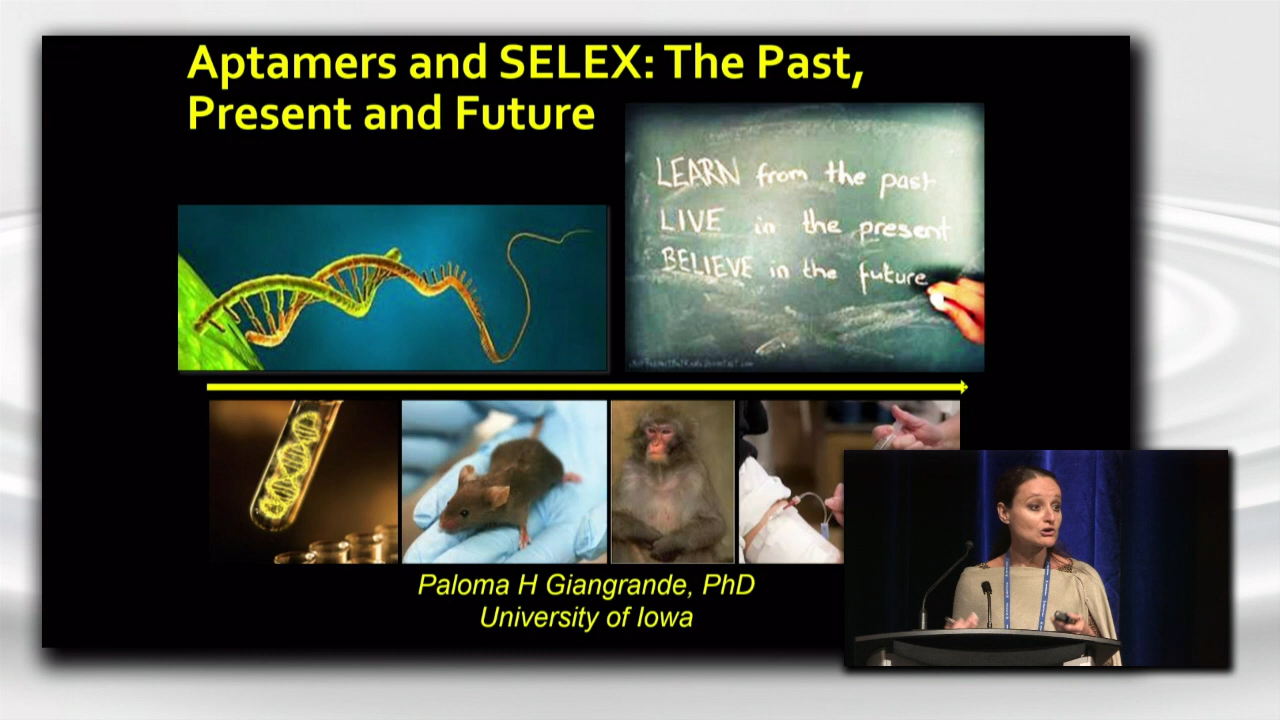 Aptamers and SELEX: The Past,
Present and Future
LEARN from the past
LIVE in the present
BELIEVE in the future
Paloma H Giangrande, PhD
University of Iowa